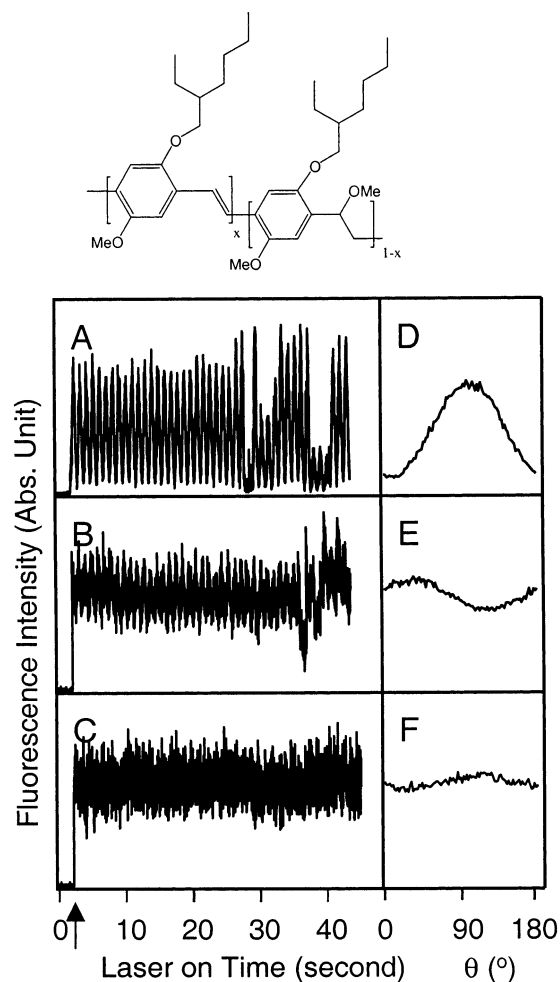 O
O
OMe
MeO
x
MeO
1-x
A
D
B
E
C
F
Fluorescence Intensity (Abs. Unit)
0 10 20 30 40 0 90 180
Laser on Time (second) θ (°)